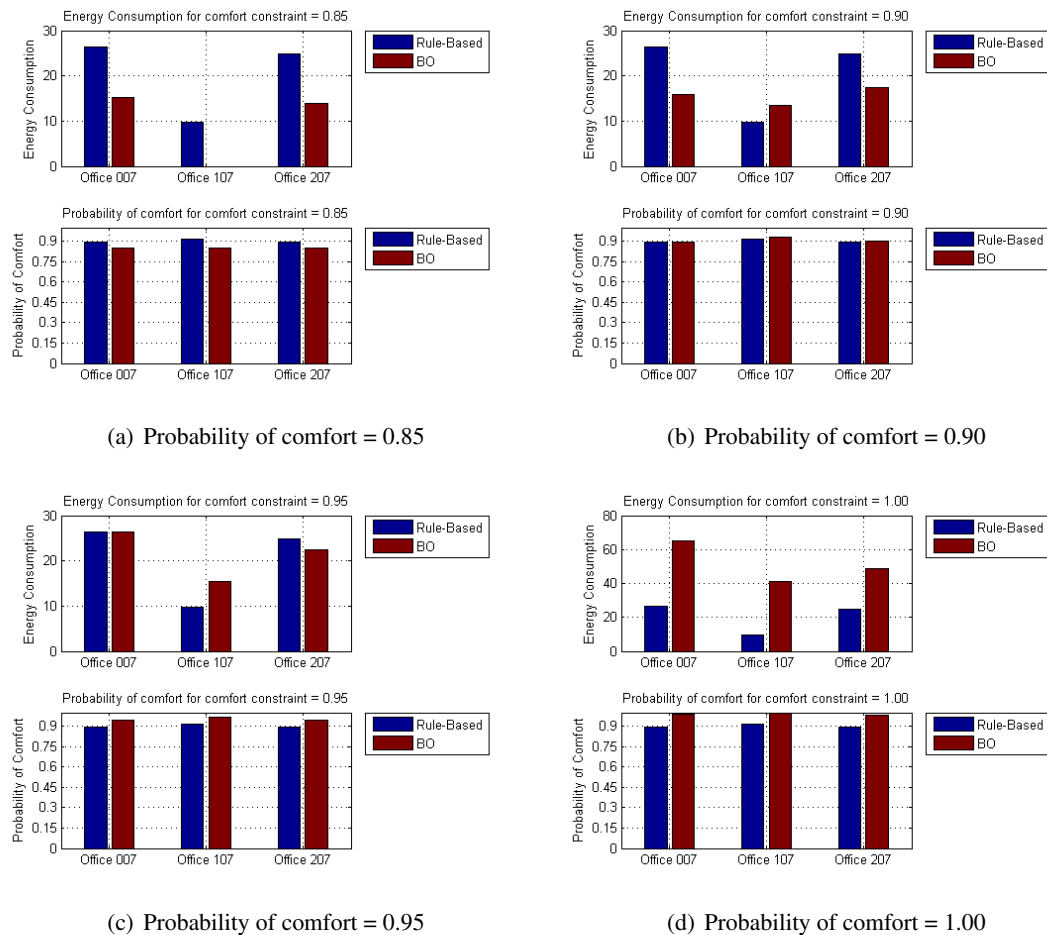 Energy Consumption for comfort constraint = 0.85
30
20
10
0
Energy Consumption
Office 007 Office 107 Office 207
Rule-Based
BO
Probability of comfort for comfort constraint = 0.85
0.9
0.75
0.6
0.45
0.3
0.15
0
Probability of Comfort
Office 007 Office 107 Office 207
Rule-Based
BO
(a) Probability of comfort = 0.85
Energy Consumption for comfort constraint = 0.90
30
20
10
0
Energy Consumption
Office 007 Office 107 Office 207
Rule-Based
BO
Probability of comfort for comfort constraint = 0.90
0.9
0.75
0.6
0.45
0.3
0.15
0
Probability of Comfort
Office 007 Office 107 Office 207
Rule-Based
BO
(b) Probability of comfort = 0.90
Energy Consumption for comfort constraint = 0.95
30
20
10
0
Energy Consumption
Office 007 Office 107 Office 207
Rule-Based
BO
Probability of comfort for comfort constraint = 0.95
0.9
0.75
0.6
0.45
0.3
0.15
0
Probability of Comfort
Office 007 Office 107 Office 207
Rule-Based
BO
(c) Probability of comfort = 0.95
Energy Consumption for comfort constraint = 1.00
80
60
40
20
0
Energy Consumption
Office 007 Office 107 Office 207
Rule-Based
BO
Probability of comfort for comfort constraint = 1.00
0.9
0.75
0.6
0.45
0.3
0.15
0
Probability of Comfort
Office 007 Office 107 Office 207
Rule-Based
BO
(d) Probability of comfort = 1.00